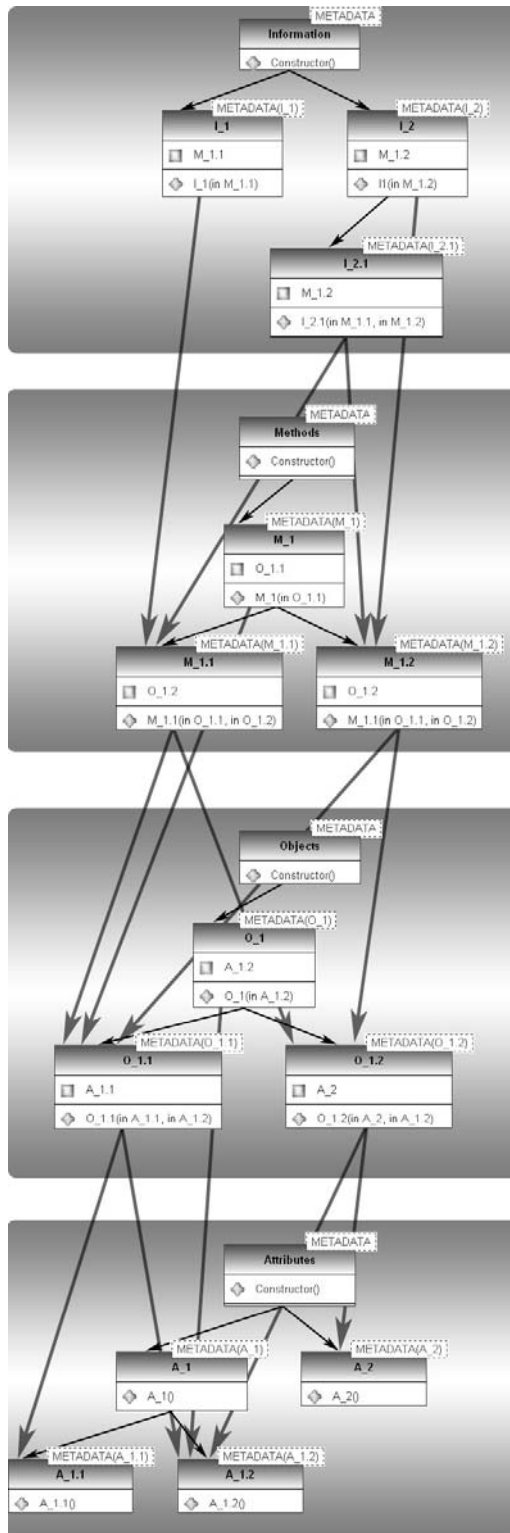 METADATA
Information
Constructor()
METADATA(I_1)
I_1
M_1.1
I_1(in M_1.1)
METADATA(I_2)
I_2
M_1.2
I1(in M_1.2)
METADATA(I_2.1)
I_2.1
M_1.2
I_2.1(in M_1.1, in M_1.2)
METADATA
Methods
Constructor()
METADATA(M_1)
M_1
O_1.1
M_1(in O_1.1)
METADATA(M_1.1)
M_1.1
O_1.2
M_1.1(in O_1.1, in O_1.2)
METADATA(M_1.2)
M_1.2
O_1.2
M_1.1(in O_1.1, in O_1.2)
METADATA
Objects
Constructor()
METADATA(O_1)
O_1
A_1.2
O_1(in A_1.2)
METADATA(O_1.1)
O_1.1
A_1.1
O_1.1(in A_1.1, in A_1.2)
METADATA(O_1.2)
O_1.2
A_2
O_1.2(in A_2, in A_1.2)
METADATA
Attributes
Constructor()
METADATA(A_1)
A_1
A_1()
METADATA(A_2)
A_2
A_2()
METADATA(A_1.1)
A_1.1
A_1.1()
METADATA(A_1.2)
A_1.2
A_1.2()